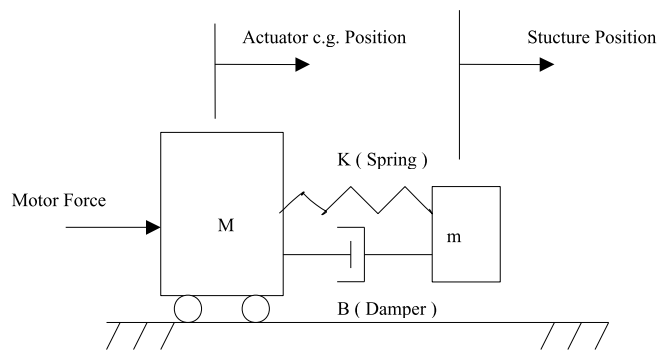 Actuator c.g. Position
Stucture Position
K ( Spring )
Motor Force
M
m
B ( Damper )